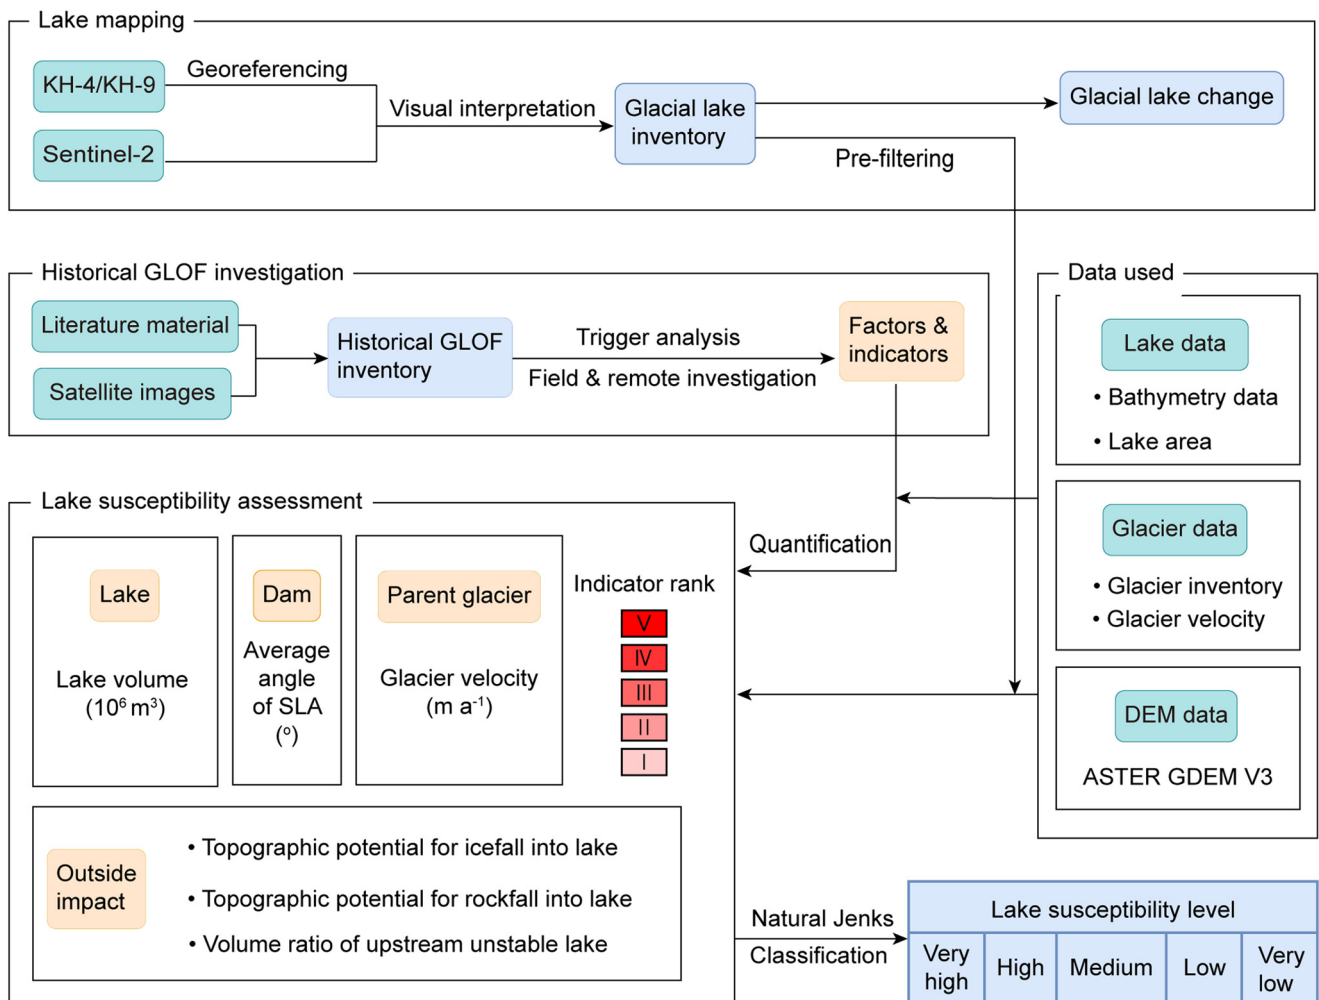 Lake mapping
KH-4/KH-9
Georeferencing
Sentinel-2
Visual interpretation
Glacial lake
inventory
Glacial lake change
Pre-filtering
Historical GLOF investigation
Literature material
Satellite images
Historical GLOF
inventory
Trigger analysis
Field & remote investigation
Factors &
indicators
Data used
Lake data
• Bathymetry data
• Lake area
Glacier data
• Glacier inventory
• Glacier velocity
DEM data
ASTER GDEM V3
Quantification
Lake susceptibility assessment
Lake
Lake volume
(10⁶ m³)
Dam
Average
angle
of SLA
(º)
Parent glacier
Glacier velocity
(m a⁻¹)
Indicator rank
V
IV
III
II
I
Outside
impact
• Topographic potential for icefall into lake
• Topographic potential for rockfall into lake
• Volume ratio of upstream unstable lake
Natural Jenks
Classification
Lake susceptibility level
Very
high
High
Medium
Low
Very
low